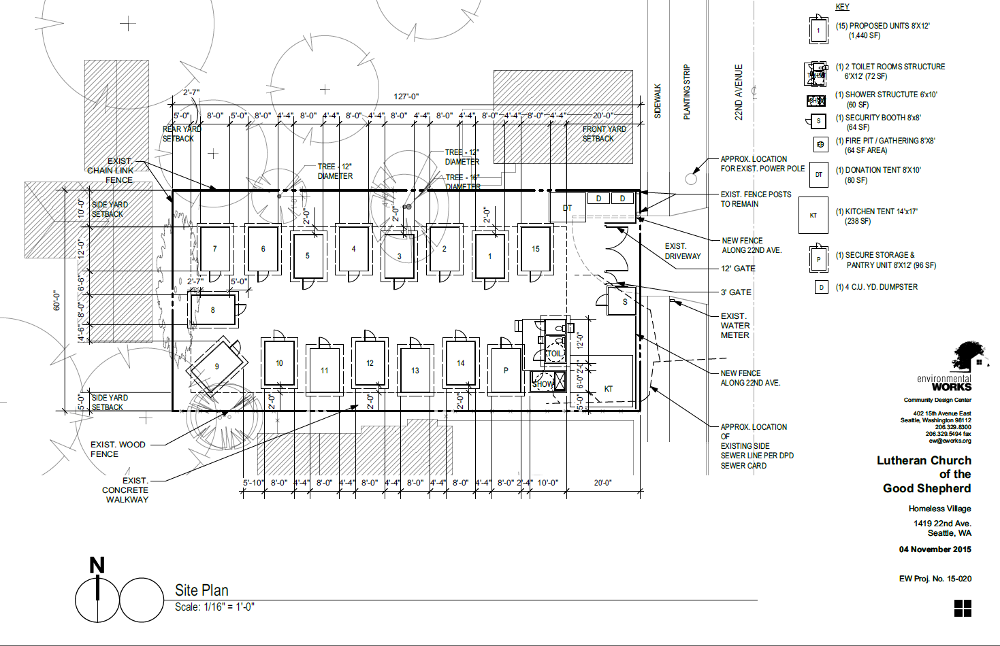 KEY
1
(15) PROPOSED UNITS 8'X12'
(1,440 SF)
(1) 2 TOILET ROOMS STRUCTURE
6'X12' (72 SF)
(1) SHOWER STRUCTUTE 6'x10'
(60 SF)
S
(1) SECURITY BOOTH 8'x8'
(64 SF)
(1) FIRE PIT / GATHERING 8'X8'
(64 SF AREA)
DT
(1) DONATION TENT 8'X10'
(80 SF)
KT
(1) KITCHEN TENT 14'x17'
(238 SF)
P
(1) SECURE STORAGE &
PANTRY UNIT 8'X12' (96 SF)
D
(1) 4 C.U. YD. DUMPSTER
SIDEWALK
PLANTING STRIP
22ND AVENUE
2'-7"
127'-0"
5'-0" 8'-0" 5'-0" 8'-0" 4'-4" 8'-0" 4'-4" 8'-0" 4'-4" 8'-0" 4'-4" 8'-0" 4'-4" 8'-0" 4'-4" 8'-0" 4'-4" 20'-0"
REAR YARD
SETBACK
FRONT YARD
SETBACK
EXIST.
CHAIN LINK
FENCE
TREE - 12"
DIAMETER
TREE - 12"
DIAMETER
TREE - 16"
DIAMETER
APPROX. LOCATION
FOR EXIST. POWER POLE
EXIST. FENCE POSTS
TO REMAIN
NEW FENCE
ALONG 22ND AVE.
EXIST.
DRIVEWAY
12' GATE
3' GATE
EXIST.
WATER
METER
NEW FENCE
ALONG 22ND AVE.
APPROX. LOCATION
OF
EXISTING SIDE
SEWER LINE PER DPD
SEWER CARD
SIDE YARD
SETBACK
60'-0"
10'-0"
12'-0"
6'-6"
8'-0"
4'-6"
5'-0"
2'-0"
2'-0"
2'-0"
DT
D
D
7
6
5
4
3
2
1
15
2'-7"
5'-0"
8
S
9
10
11
12
13
14
P
TOIL
SHOW
KT
12'-0"
2'-0"
6'-0"
5'-0"
2'-0"
2'-0"
2'-0"
SIDE YARD
SETBACK
EXIST. WOOD
FENCE
EXIST.
CONCRETE
WALKWAY
5'-10" 8'-0" 4'-4" 8'-0" 4'-4" 8'-0" 4'-4" 8'-0" 4'-4" 8'-0" 4'-4" 8'-0" 2'-4" 10'-0" 20'-0"
environmental
WORKS
Community Design Center
402 15th Avenue East
Seattle, Washington 98112
206.329.8300
206.329.5494 fax
ew@eworks.org
Lutheran Church
of the
Good Shepherd
Homeless Village
1419 22nd Ave.
Seattle, WA
04 November 2015
EW Proj. No. 15-020
N
Site Plan
Scale: 1/16" = 1'-0"